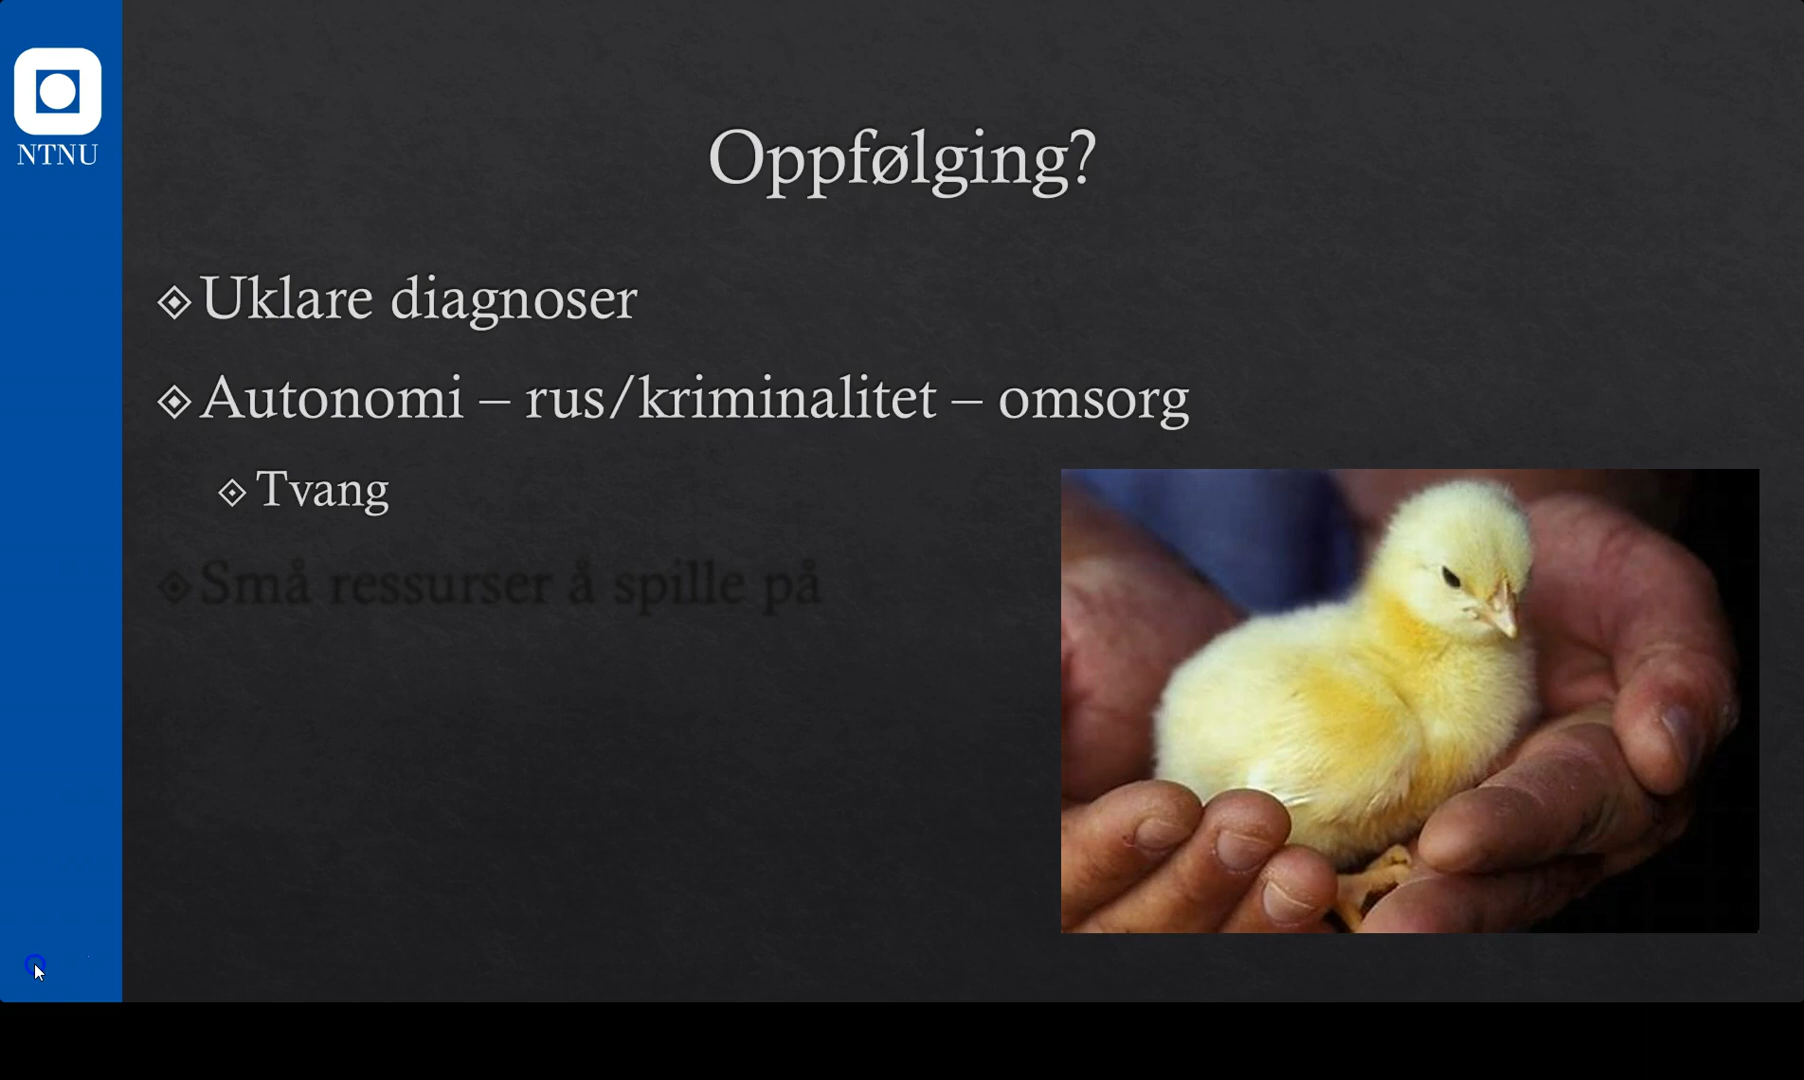 NTNU
Oppfølging?
Uklare diagnoser
Autonomi – rus/kriminalitet – omsorg
Tvang
Små ressurser å spille på